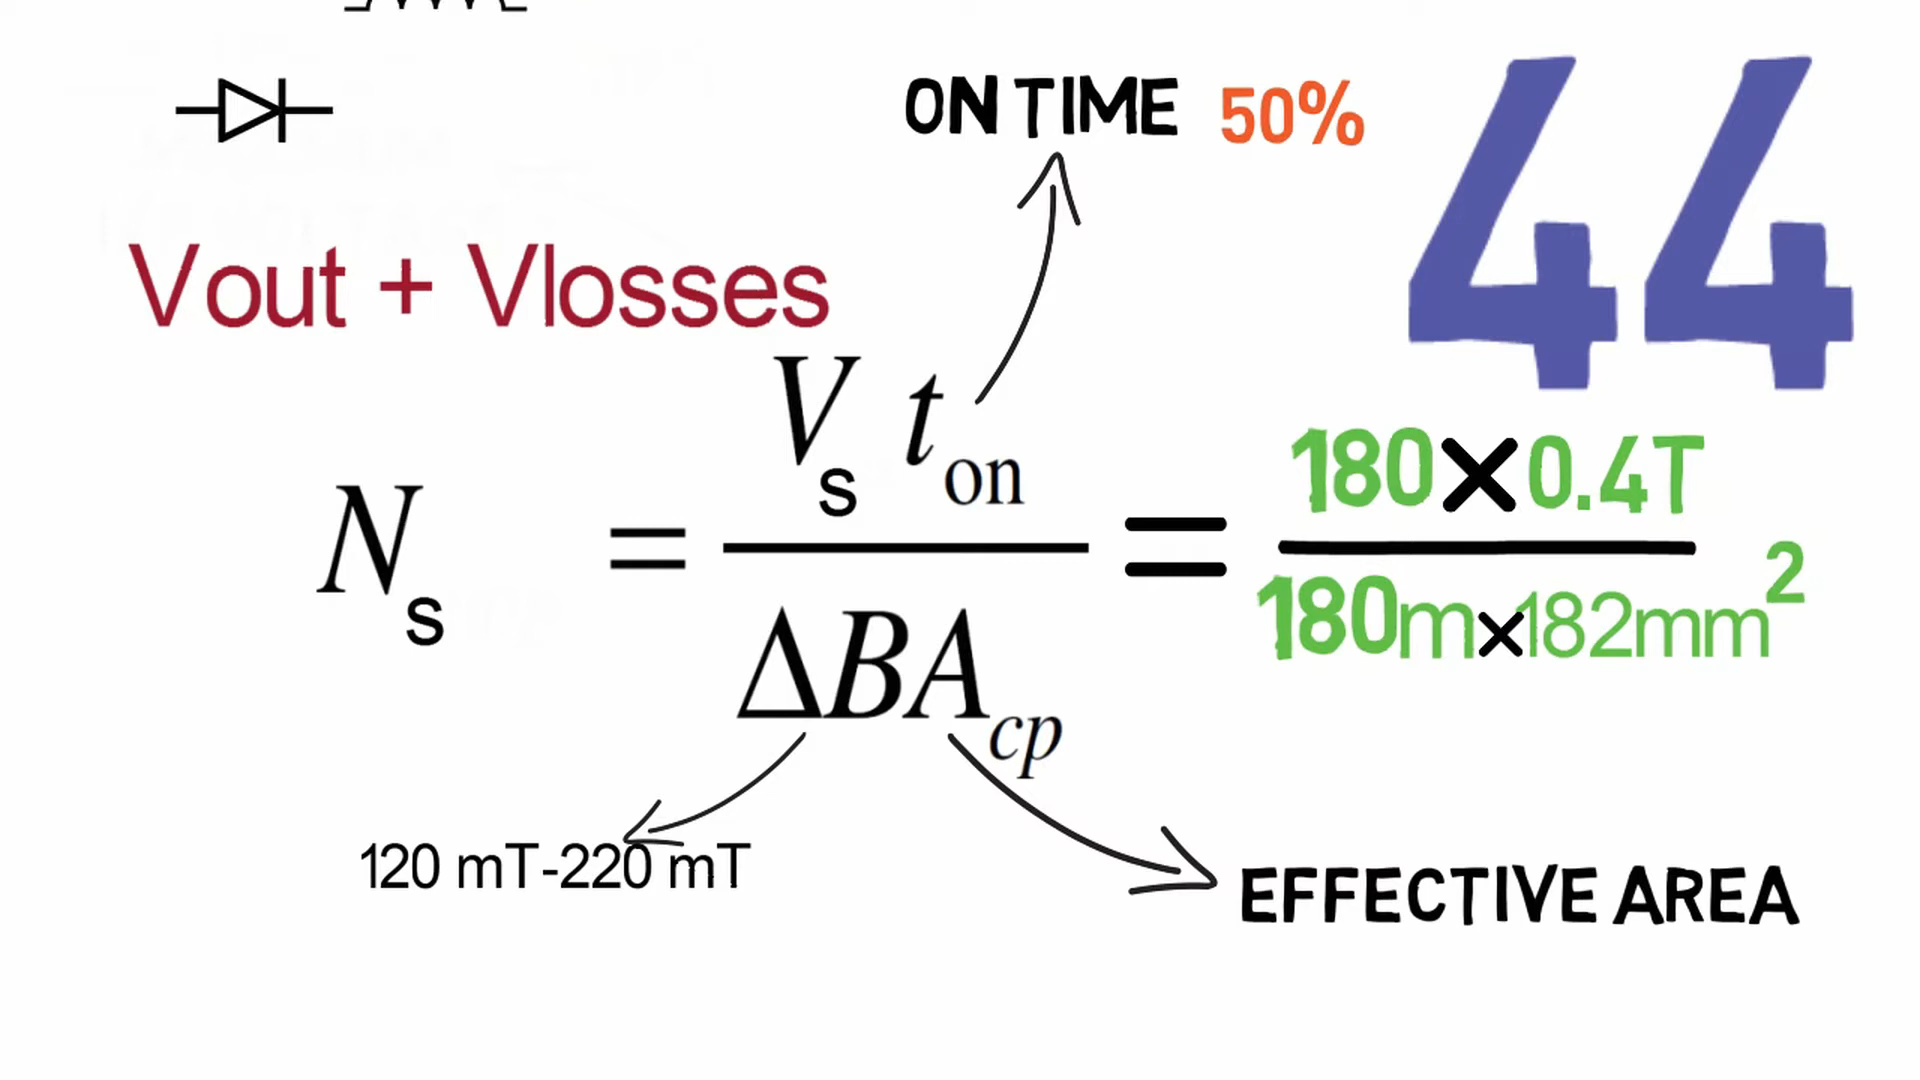 ON TIME 50%
44
Vout + Vlosses
Ns = Vs ton / ΔBAcp = 180×0.4T / 180m×182mm²
120 mT-220 mT
EFFECTIVE AREA